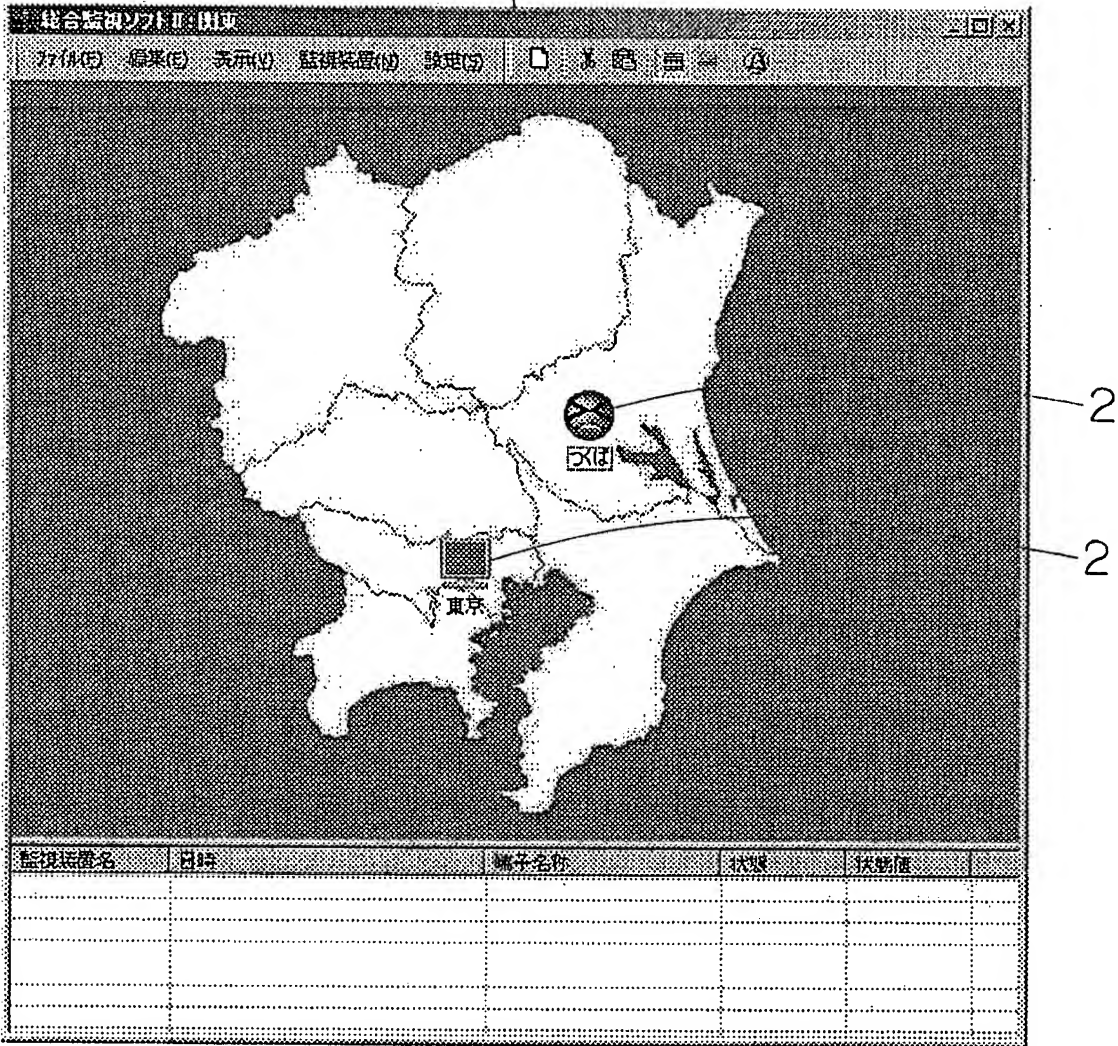 総合監視ソフトⅡ:関東
ファイル(F) 編集(E) 表示(V) 監視装置(N) 設定(S)
2
つくば
2
東京
監視装置名 日時 端子名称 状態 状態値